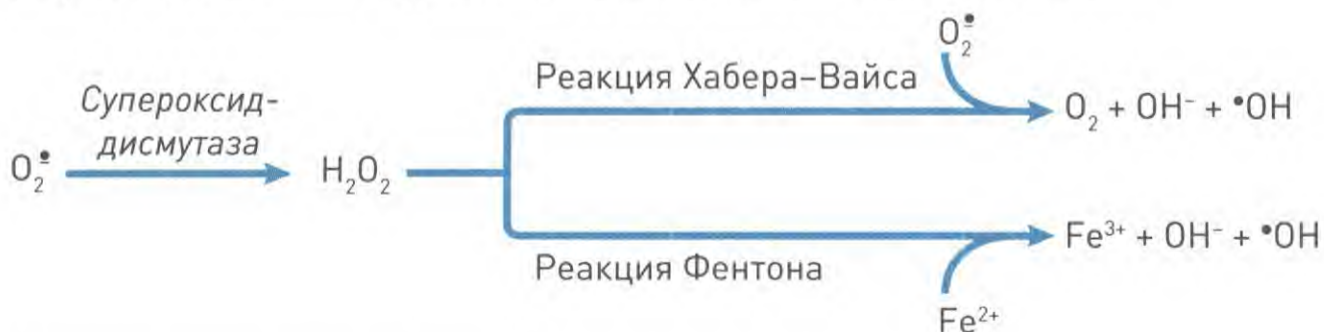 O₂•̄
Реакция Хабера–Вайса
O₂ + OH⁻ + •OH
Супероксид-
дисмутаза
O₂•̄
H₂O₂
Fe³⁺ + OH⁻ + •OH
Реакция Фентона
Fe²⁺